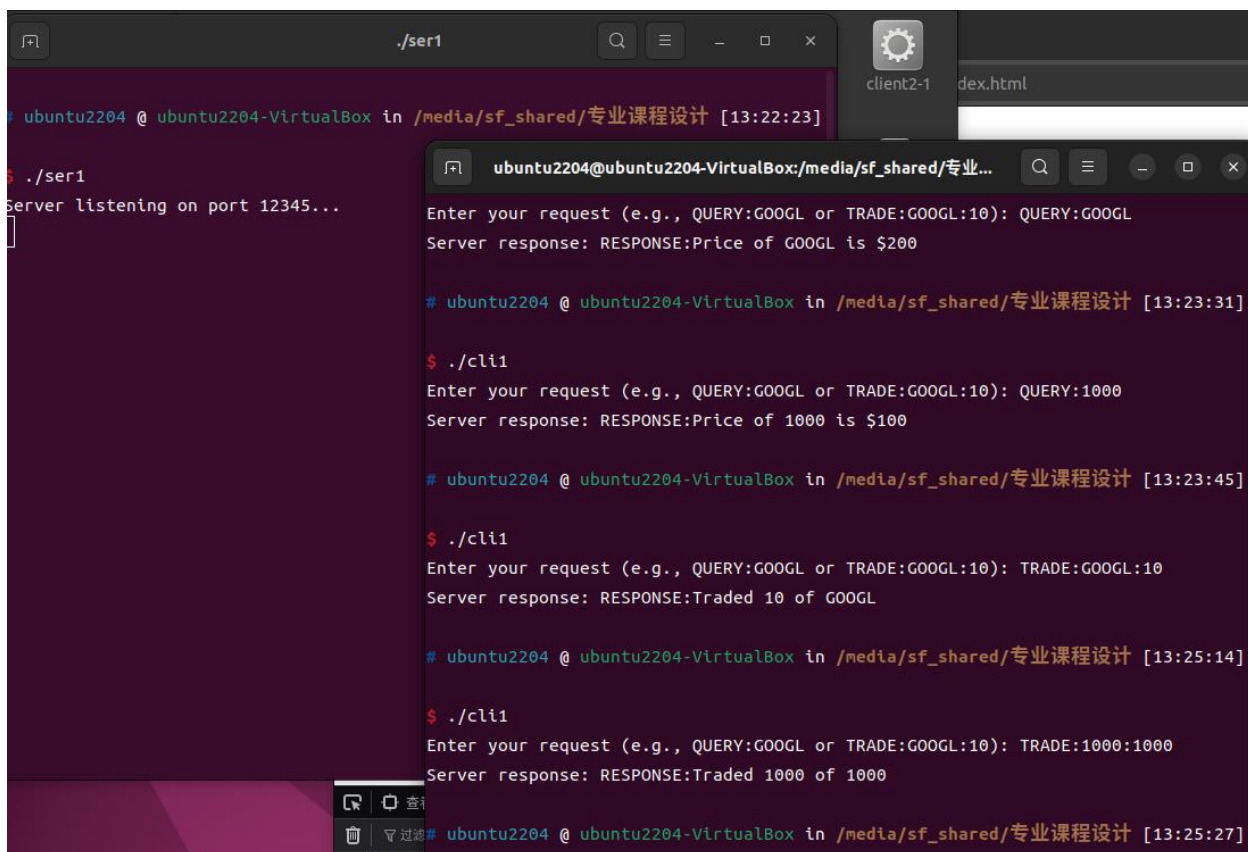 ./ser1
client2-1
dex.html
# ubuntu2204 @ ubuntu2204-VirtualBox in /media/sf_shared/专业课程设计 [13:22:23]
$ ./ser1
Server listening on port 12345...
ubuntu2204@ubuntu2204-VirtualBox:/media/sf_shared/专业...
Enter your request (e.g., QUERY:GOOGL or TRADE:GOOGL:10): QUERY:GOOGL
Server response: RESPONSE:Price of GOOGL is $200
# ubuntu2204 @ ubuntu2204-VirtualBox in /media/sf_shared/专业课程设计 [13:23:31]
$ ./cli1
Enter your request (e.g., QUERY:GOOGL or TRADE:GOOGL:10): QUERY:1000
Server response: RESPONSE:Price of 1000 is $100
# ubuntu2204 @ ubuntu2204-VirtualBox in /media/sf_shared/专业课程设计 [13:23:45]
$ ./cli1
Enter your request (e.g., QUERY:GOOGL or TRADE:GOOGL:10): TRADE:GOOGL:10
Server response: RESPONSE:Traded 10 of GOOGL
# ubuntu2204 @ ubuntu2204-VirtualBox in /media/sf_shared/专业课程设计 [13:25:14]
$ ./cli1
Enter your request (e.g., QUERY:GOOGL or TRADE:GOOGL:10): TRADE:1000:1000
Server response: RESPONSE:Traded 1000 of 1000
查
过滤
# ubuntu2204 @ ubuntu2204-VirtualBox in /media/sf_shared/专业课程设计 [13:25:27]